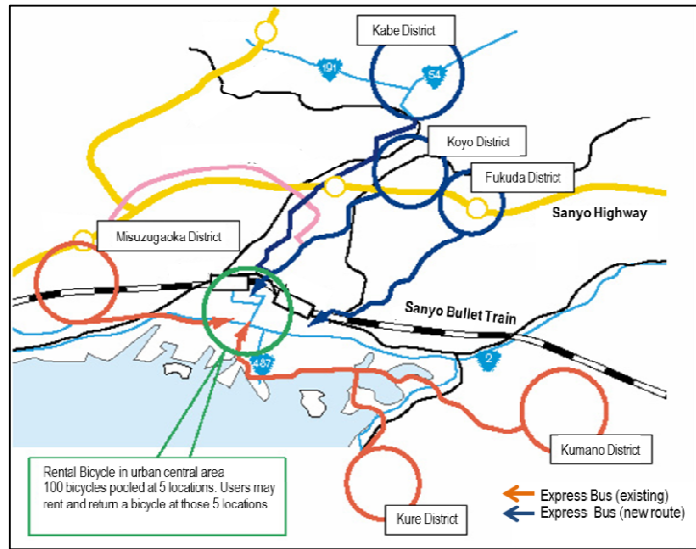 Kabe District
191
54
Koyo District
Fukuda District
Sanyo Highway
Misuzugaoka District
Sanyo Bullet Train
2
487
Kumano District
Rental Bicycle in urban central area
100 bicycles pooled at 5 locations. Users may
rent and return a bicycle at those 5 locations
Kure District
Express Bus (existing)
Express Bus (new route)